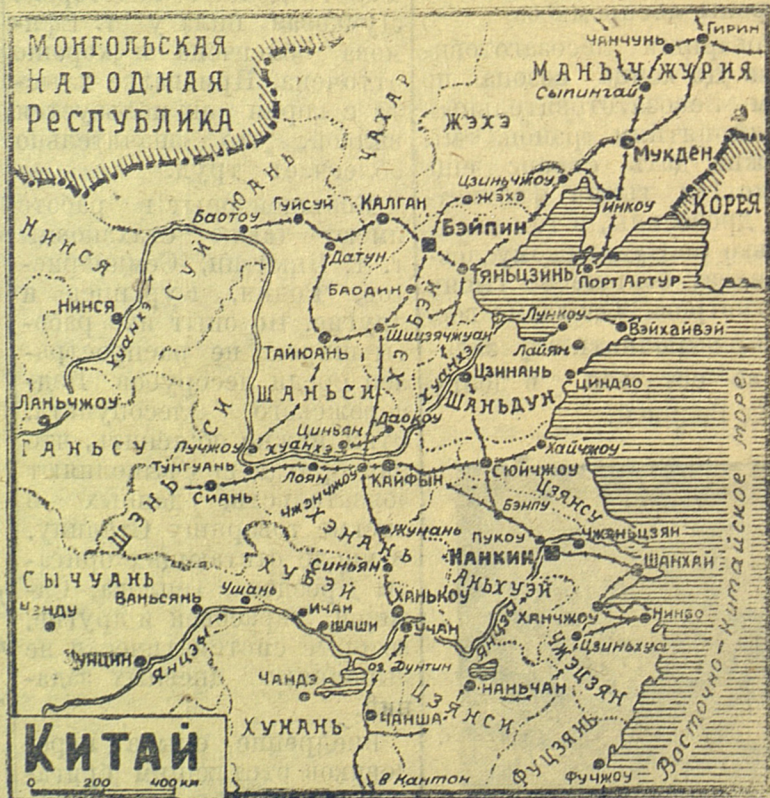 Монгольская
Народная
Республика
Чанчунь
Гирин
Маньчжурия
Сыпингай
Мукден
Чахар
Жэхэ
Цзиньчжоу
Жэхэ
Инкоу
Корея
Суйюань
Баотоу
Гуйсуй
Калган
Бэйпин
Нинся
Датун
Тяньцзинь
Порт Артур
Баодин
Хэбэй
Нинся
Хуанхэ
Шицзячжуан
Лункоу
Вэйхайвэй
Тайюань
Лайян
Хуанхэ
Цзинань
Циндао
Шаньси
Шаньдун
Ланьчжоу
Ганьсу
Цинван
Лаокоу
Пучжоу
Хуанхэ
Хайчжоу
Тунгуань
Лоян
Чжэнчжоу
Кайфын
Сюйчжоу
Шэньси
Сиань
Цзянсу
Бэнпу
Хэнань
Жунань
Пукоу
Чженьцзян
Нанкин
Шанхай
Сычуань
Хубэй
Синьян
Аньхуэй
Ушань
Ваньсянь
Ичан
Ханькоу
Ханчжоу
Нинбо
Чэнду
Шаши
Учан
Янцзы
Цзиньхуа
Чунцин
Янцзы
оз. Дунтин
Чжэцзян
Чандэ
Наньчан
Цзянси
Хунань
Чанша
Фуцзянь
Фучжоу
в Кантон
Восточно-Китайское море
Китай
0 200 400 км